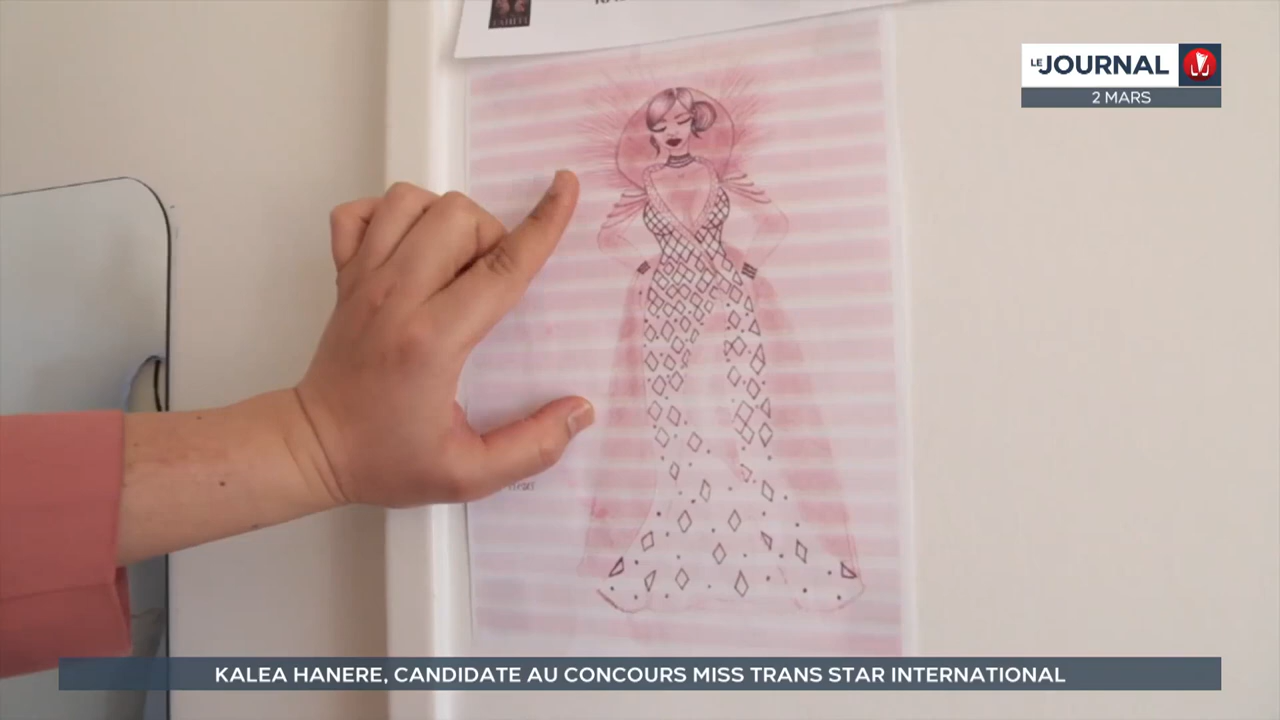 LE JOURNAL
2 MARS
KALEA HANERE, CANDIDATE AU CONCOURS MISS TRANS STAR INTERNATIONAL